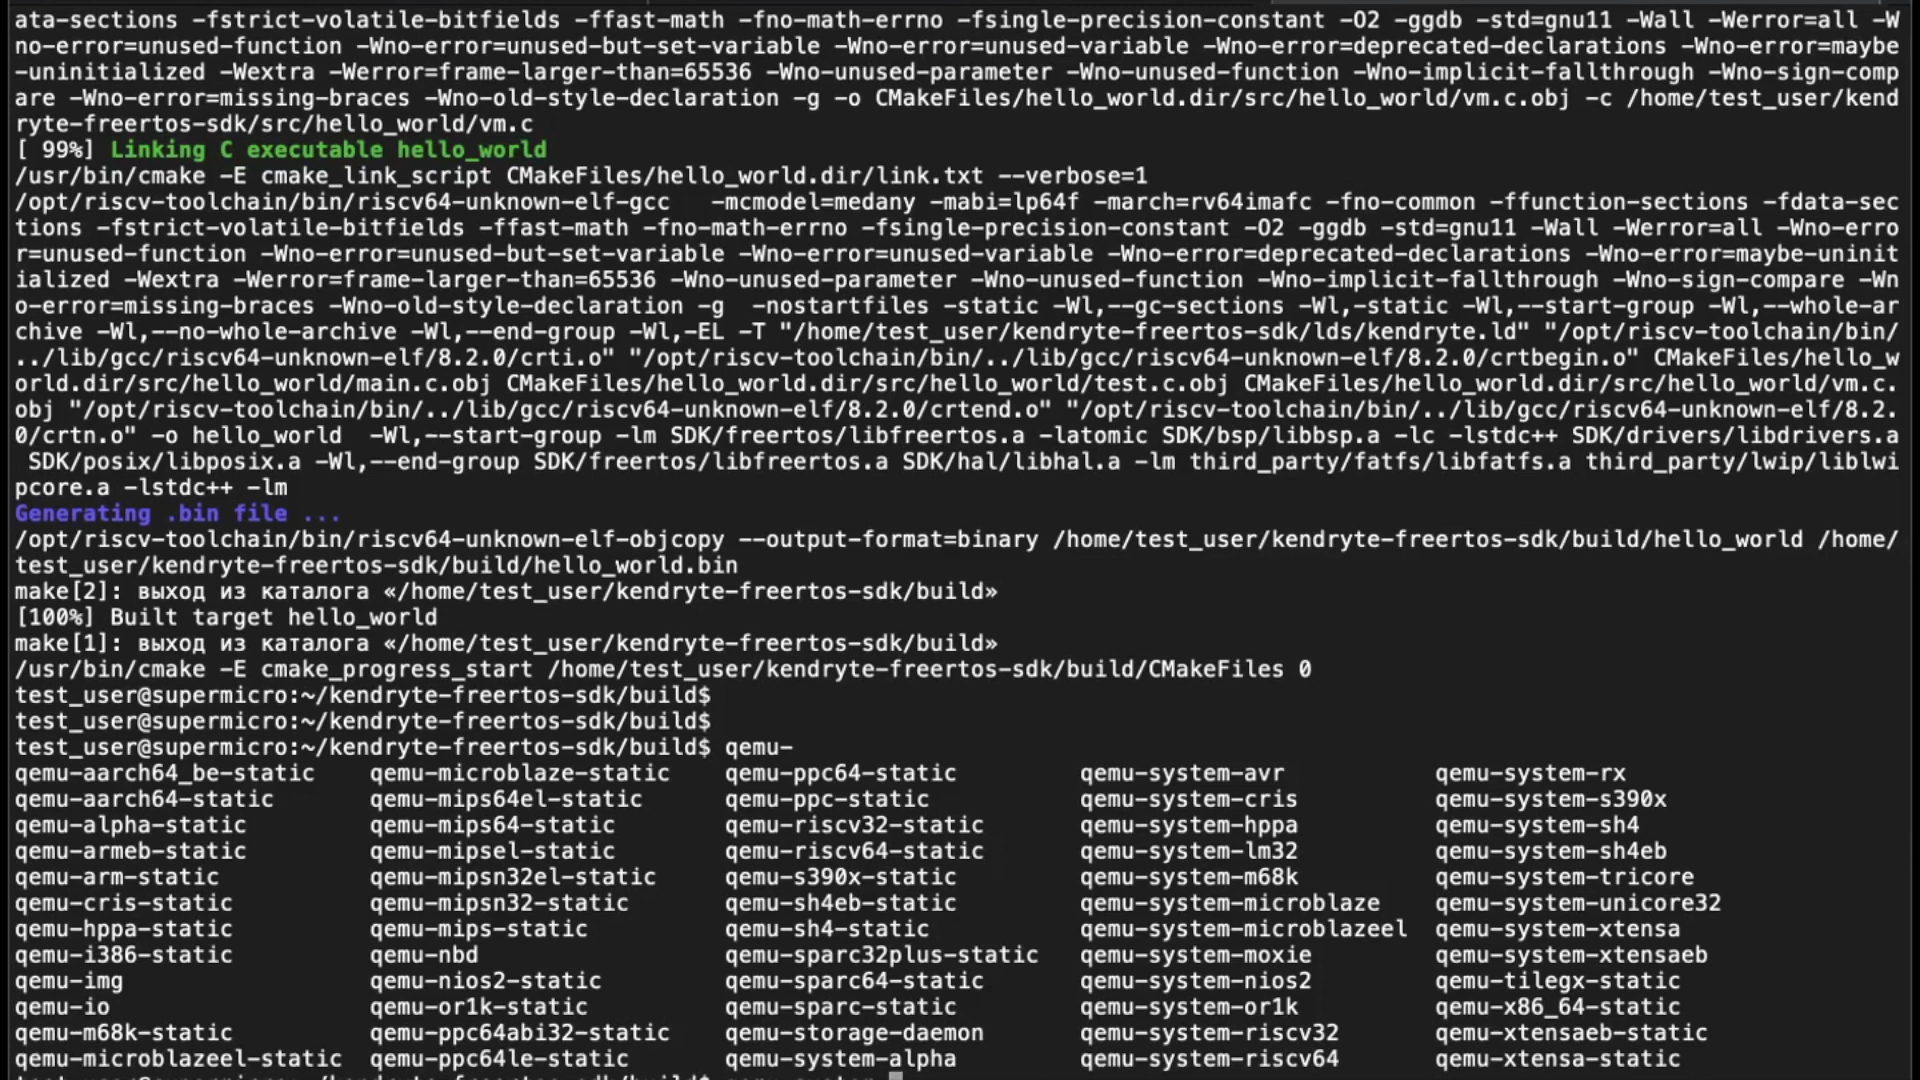 ata-sections -fstrict-volatile-bitfields -ffast-math -fno-math-errno -fsingle-precision-constant -O2 -ggdb -std=gnu11 -Wall -Werror=all -W
no-error=unused-function -Wno-error=unused-but-set-variable -Wno-error=unused-variable -Wno-error=deprecated-declarations -Wno-error=maybe
-uninitialized -Wextra -Werror=frame-larger-than=65536 -Wno-unused-parameter -Wno-unused-function -Wno-implicit-fallthrough -Wno-sign-comp
are -Wno-error=missing-braces -Wno-old-style-declaration -g -o CMakeFiles/hello_world.dir/src/hello_world/vm.c.obj -c /home/test_user/kend
ryte-freertos-sdk/src/hello_world/vm.c
[ 99%] Linking C executable hello_world
/usr/bin/cmake -E cmake_link_script CMakeFiles/hello_world.dir/link.txt --verbose=1
/opt/riscv-toolchain/bin/riscv64-unknown-elf-gcc   -mcmodel=medany -mabi=lp64f -march=rv64imafc -fno-common -ffunction-sections -fdata-sec
tions -fstrict-volatile-bitfields -ffast-math -fno-math-errno -fsingle-precision-constant -O2 -ggdb -std=gnu11 -Wall -Werror=all -Wno-erro
r=unused-function -Wno-error=unused-but-set-variable -Wno-error=unused-variable -Wno-error=deprecated-declarations -Wno-error=maybe-uninit
ialized -Wextra -Werror=frame-larger-than=65536 -Wno-unused-parameter -Wno-unused-function -Wno-implicit-fallthrough -Wno-sign-compare -Wn
o-error=missing-braces -Wno-old-style-declaration -g  -nostartfiles -static -Wl,--gc-sections -Wl,-static -Wl,--start-group -Wl,--whole-ar
chive -Wl,--no-whole-archive -Wl,--end-group -Wl,-EL -T "/home/test_user/kendryte-freertos-sdk/lds/kendryte.ld" "/opt/riscv-toolchain/bin/
../lib/gcc/riscv64-unknown-elf/8.2.0/crti.o" "/opt/riscv-toolchain/bin/../lib/gcc/riscv64-unknown-elf/8.2.0/crtbegin.o" CMakeFiles/hello_w
orld.dir/src/hello_world/main.c.obj CMakeFiles/hello_world.dir/src/hello_world/test.c.obj CMakeFiles/hello_world.dir/src/hello_world/vm.c.
obj "/opt/riscv-toolchain/bin/../lib/gcc/riscv64-unknown-elf/8.2.0/crtend.o" "/opt/riscv-toolchain/bin/../lib/gcc/riscv64-unknown-elf/8.2.
0/crtn.o" -o hello_world  -Wl,--start-group -lm SDK/freertos/libfreertos.a -latomic SDK/bsp/libbsp.a -lc -lstdc++ SDK/drivers/libdrivers.a
 SDK/posix/libposix.a -Wl,--end-group SDK/freertos/libfreertos.a SDK/hal/libhal.a -lm third_party/fatfs/libfatfs.a third_party/lwip/liblwi
pcore.a -lstdc++ -lm
Generating .bin file ...
/opt/riscv-toolchain/bin/riscv64-unknown-elf-objcopy --output-format=binary /home/test_user/kendryte-freertos-sdk/build/hello_world /home/
test_user/kendryte-freertos-sdk/build/hello_world.bin
make[2]: выход из каталога «/home/test_user/kendryte-freertos-sdk/build»
[100%] Built target hello_world
make[1]: выход из каталога «/home/test_user/kendryte-freertos-sdk/build»
/usr/bin/cmake -E cmake_progress_start /home/test_user/kendryte-freertos-sdk/build/CMakeFiles 0
test_user@supermicro:~/kendryte-freertos-sdk/build$
test_user@supermicro:~/kendryte-freertos-sdk/build$
test_user@supermicro:~/kendryte-freertos-sdk/build$ qemu-
qemu-aarch64_be-static    qemu-microblaze-static    qemu-ppc64-static         qemu-system-avr           qemu-system-rx
qemu-aarch64-static       qemu-mips64el-static      qemu-ppc-static           qemu-system-cris          qemu-system-s390x
qemu-alpha-static         qemu-mips64-static        qemu-riscv32-static       qemu-system-hppa          qemu-system-sh4
qemu-armeb-static         qemu-mipsel-static        qemu-riscv64-static       qemu-system-lm32          qemu-system-sh4eb
qemu-arm-static           qemu-mipsn32el-static     qemu-s390x-static         qemu-system-m68k          qemu-system-tricore
qemu-cris-static          qemu-mipsn32-static       qemu-sh4eb-static         qemu-system-microblaze    qemu-system-unicore32
qemu-hppa-static          qemu-mips-static          qemu-sh4-static           qemu-system-microblazeel  qemu-system-xtensa
qemu-i386-static          qemu-nbd                  qemu-sparc32plus-static   qemu-system-moxie         qemu-system-xtensaeb
qemu-img                  qemu-nios2-static         qemu-sparc64-static       qemu-system-nios2         qemu-tilegx-static
qemu-io                   qemu-or1k-static          qemu-sparc-static         qemu-system-or1k          qemu-x86_64-static
qemu-m68k-static          qemu-ppc64abi32-static    qemu-storage-daemon       qemu-system-riscv32       qemu-xtensaeb-static
qemu-microblazeel-static  qemu-ppc64le-static       qemu-system-alpha         qemu-system-riscv64       qemu-xtensa-static